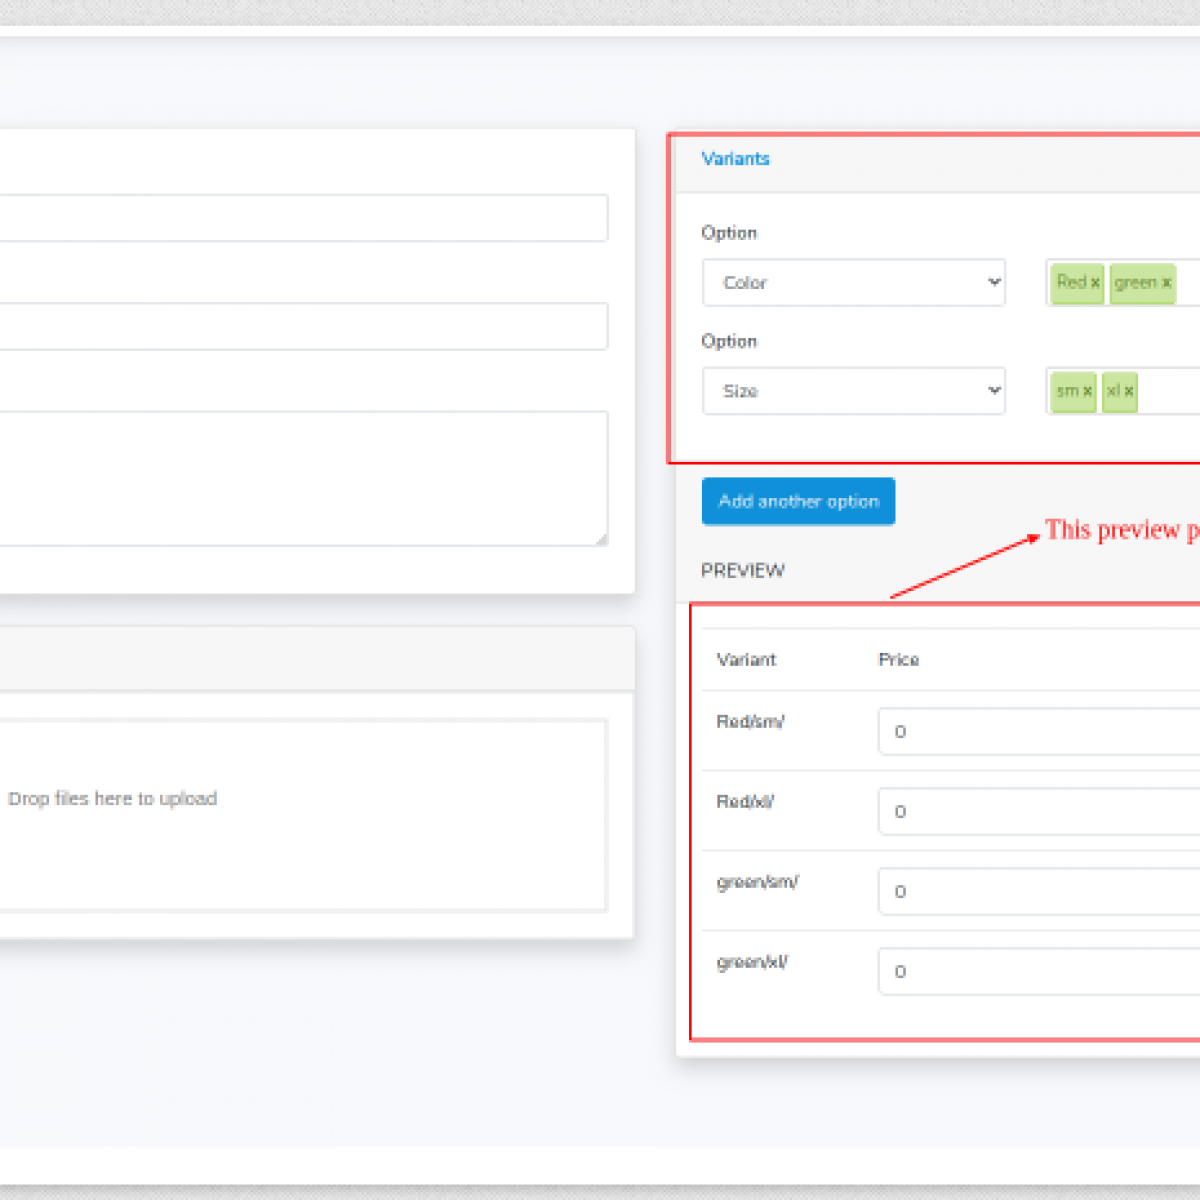 Variants
Option
Color
Red x green x
Option
Size
sm x xl x
Add another option
This preview p
PREVIEW
Variant Price
Red/sm/ 0
Red/xl/ 0
Drop files here to upload
green/sm/ 0
green/xl/ 0